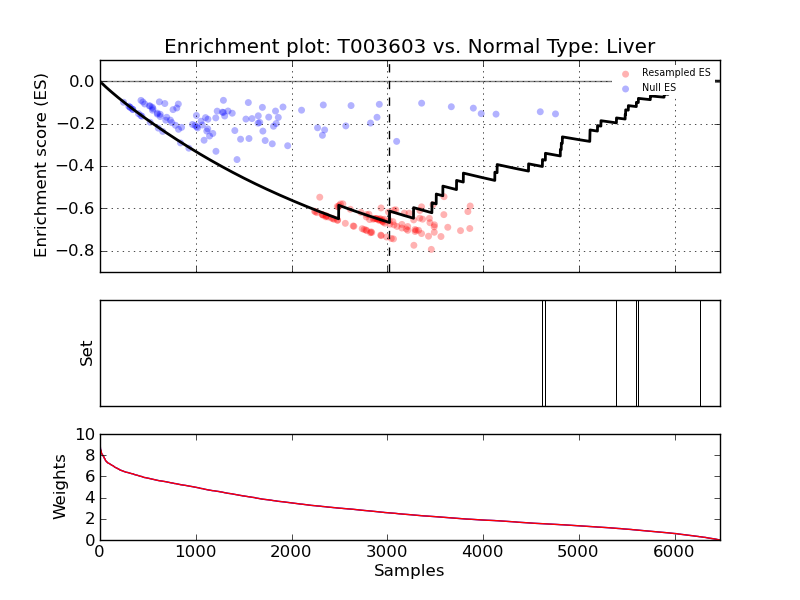 Enrichment plot: T003603 vs. Normal Type: Liver
Enrichment score (ES)
0.0
−0.2
−0.4
−0.6
−0.8
Resampled ES
Null ES
Set
Weights
10
8
6
4
2
0
0 1000 2000 3000 4000 5000 6000
Samples